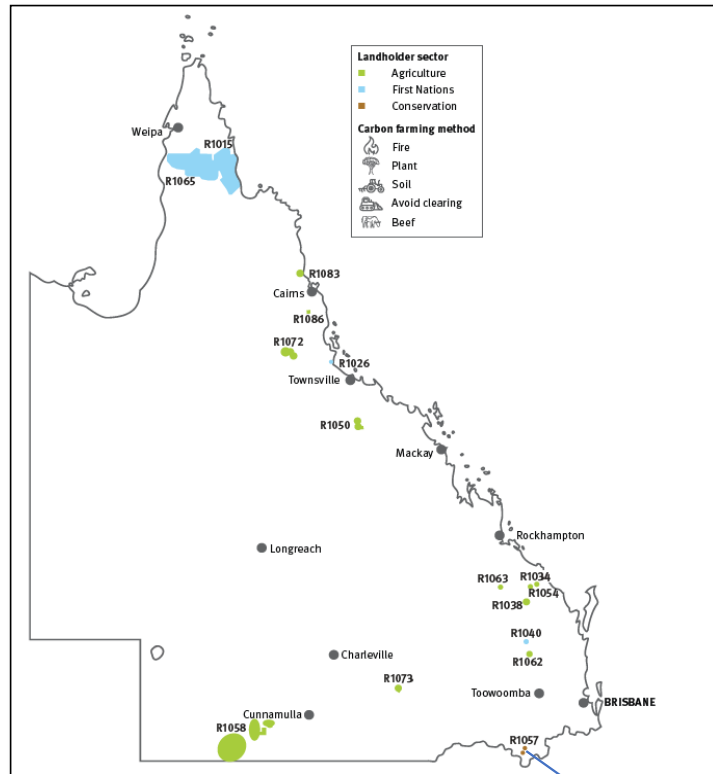 Landholder sector
Agriculture
First Nations
Conservation
Carbon farming method
Fire
Plant
Soil
Avoid clearing
Beef
Weipa
R1015
R1065
R1083
Cairns
R1086
R1072
R1026
Townsville
R1050
Mackay
Rockhampton
Longreach
R1063
R1034
R1054
R1038
R1040
Charleville
R1062
R1073
Toowoomba
BRISBANE
Cunnamulla
R1058
R1057